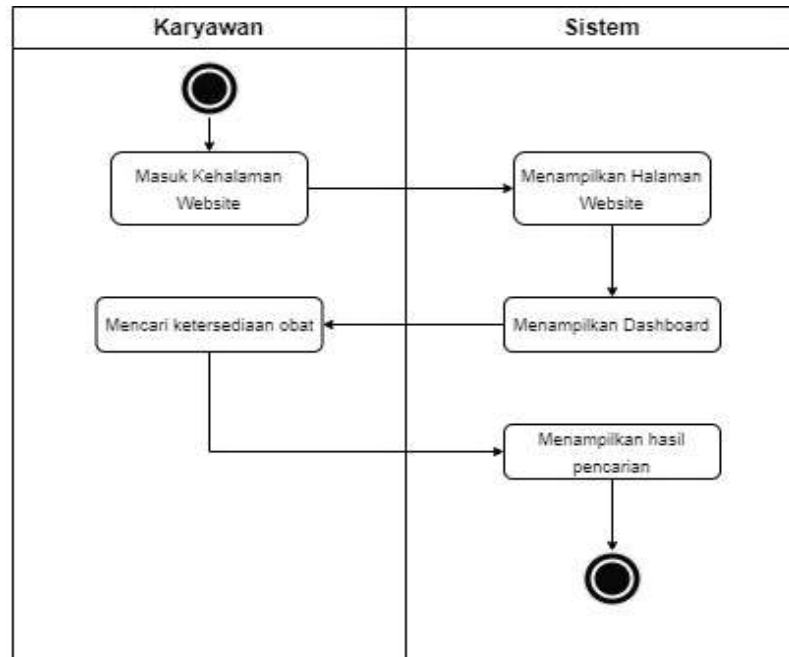 Karyawan
Sistem
Masuk Kehalaman
Website
Menampilkan Halaman
Website
Mencari ketersediaan obat
Menampilkan Dashboard
Menampilkan hasil
pencarian